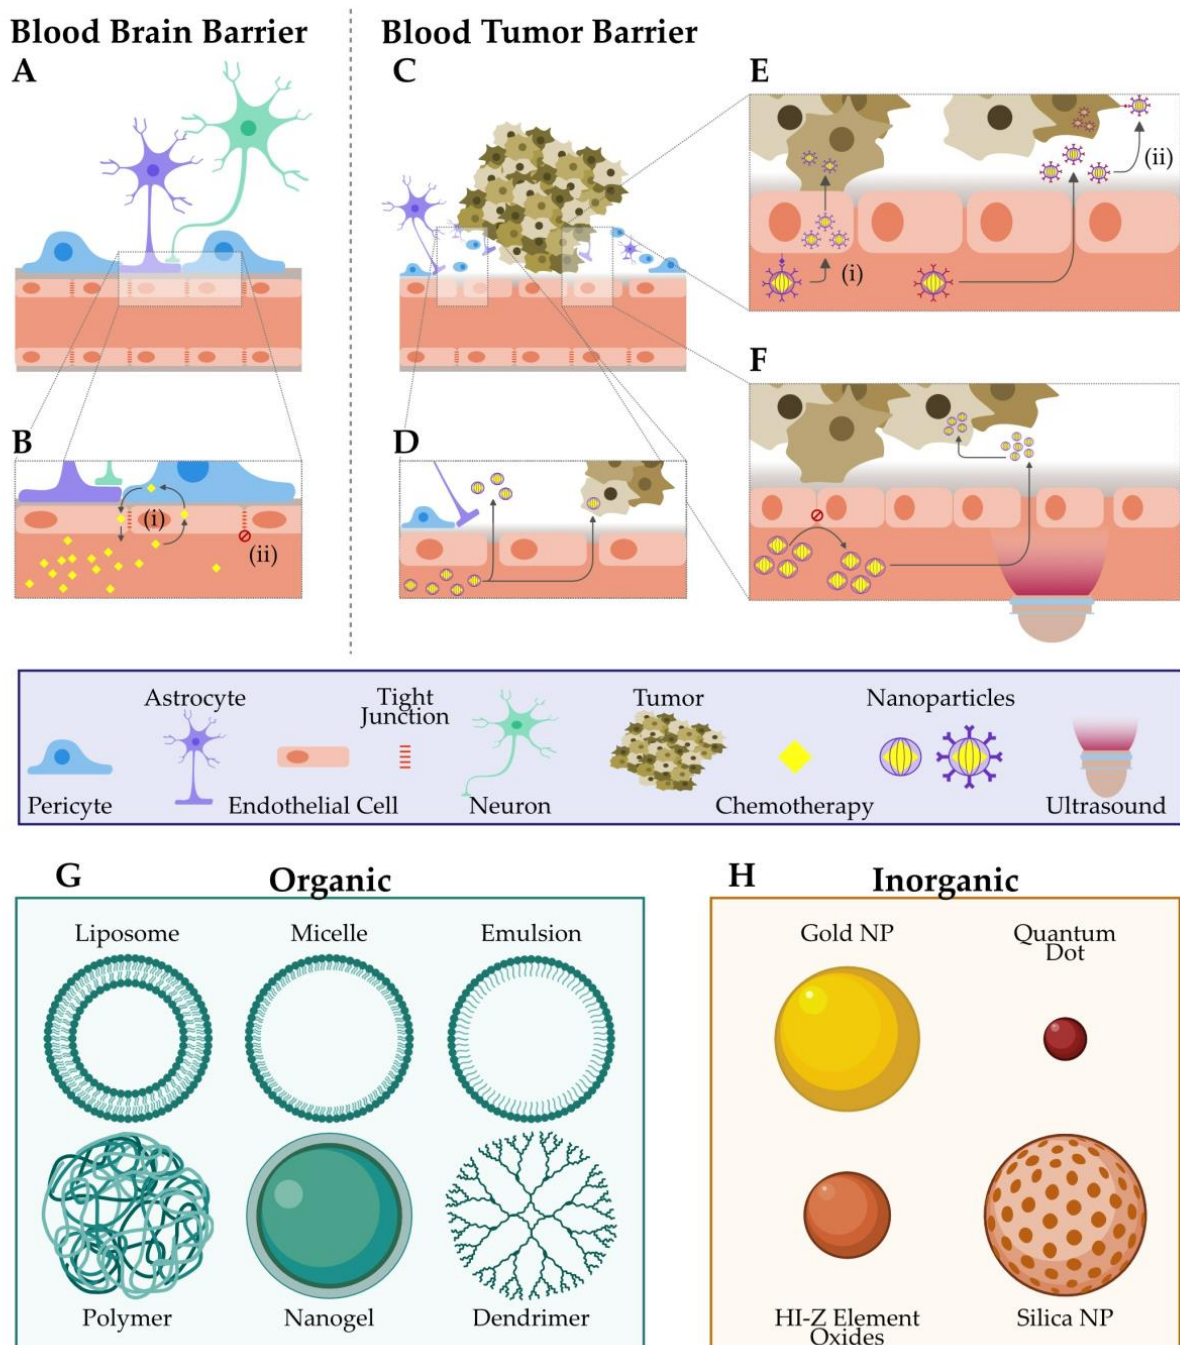 Blood Brain Barrier
Blood Tumor Barrier
A
C
E
(i)
(ii)
B
(i)
(ii)
D
F
Astrocyte
Tight
Junction
Tumor
Nanoparticles
Pericyte
Endothelial Cell
Neuron
Chemotherapy
Ultrasound
G
Organic
Liposome
Micelle
Emulsion
Polymer
Nanogel
Dendrimer
H
Inorganic
Gold NP
Quantum
Dot
HI-Z Element
Oxides
Silica NP